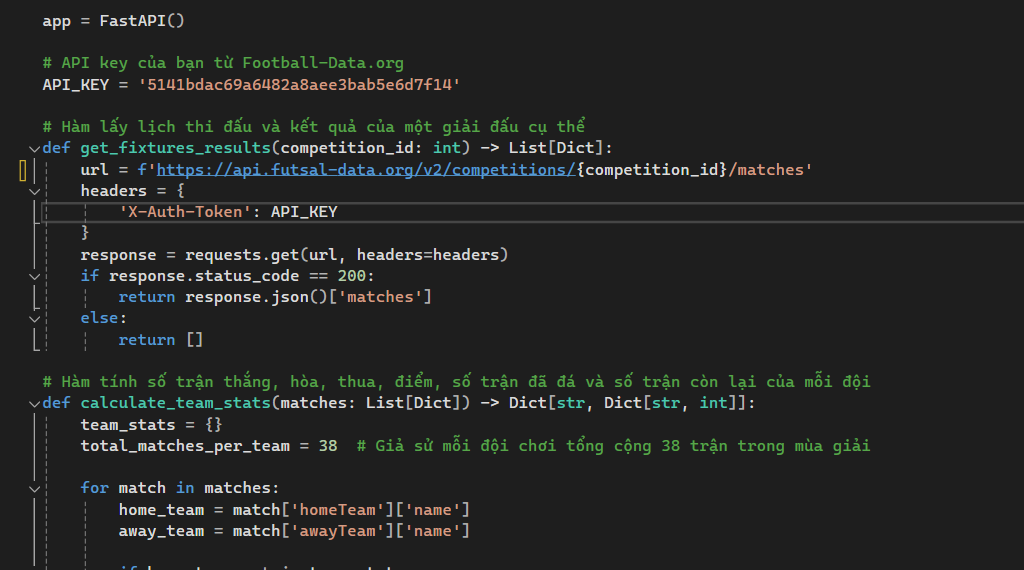 app = FastAPI()
# API key của bạn từ Football-Data.org
API_KEY = '5141bdac69a6482a8aee3bab5e6d7f14'
# Hàm lấy lịch thi đấu và kết quả của một giải đấu cụ thể
def get_fixtures_results(competition_id: int) -> List[Dict]:
url = f'https://api.futsal-data.org/v2/competitions/{competition_id}/matches'
headers = {
'X-Auth-Token': API_KEY
}
response = requests.get(url, headers=headers)
if response.status_code == 200:
return response.json()['matches']
else:
return []
# Hàm tính số trận thắng, hòa, thua, điểm, số trận đã đá và số trận còn lại của mỗi đội
def calculate_team_stats(matches: List[Dict]) -> Dict[str, Dict[str, int]]:
team_stats = {}
total_matches_per_team = 38  # Giả sử mỗi đội chơi tổng cộng 38 trận trong mùa giải
for match in matches:
home_team = match['homeTeam']['name']
away_team = match['awayTeam']['name']